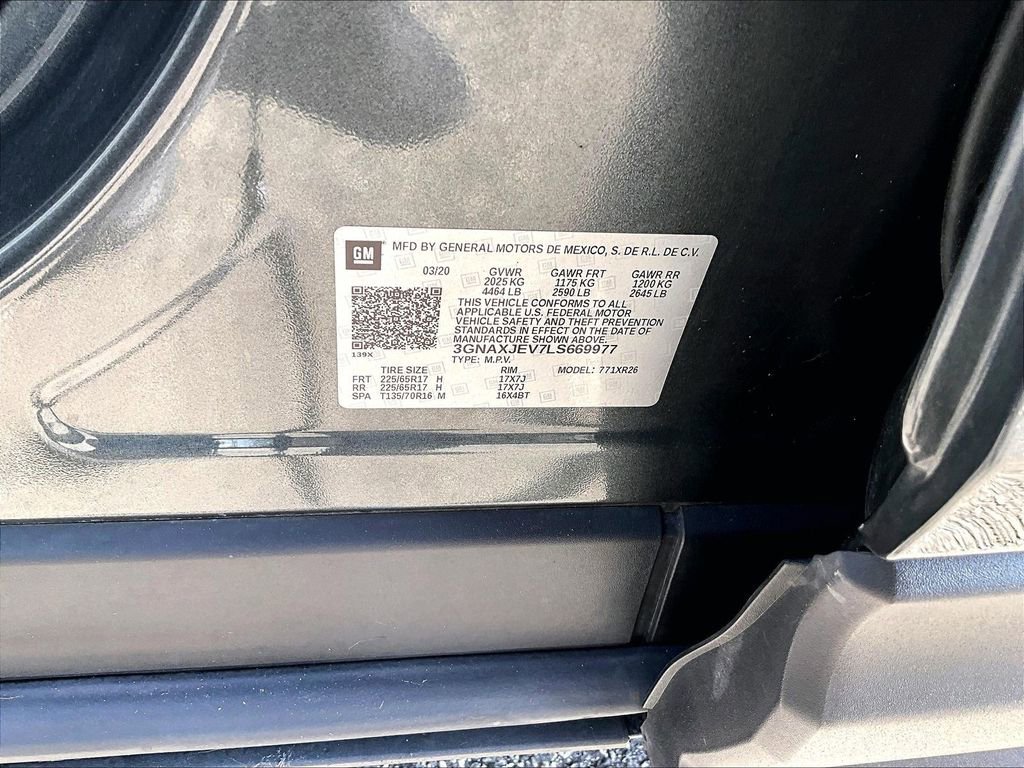 GM MFD BY GENERAL MOTORS DE MEXICO, S. DE R.L. DE C.V.
03/20 GVWR GAWR FRT GAWR RR
2025 KG 1175 KG 1200 KG
4464 LB 2590 LB 2645 LB
THIS VEHICLE CONFORMS TO ALL
APPLICABLE U.S. FEDERAL MOTOR
VEHICLE SAFETY AND THEFT PREVENTION
STANDARDS IN EFFECT ON THE DATE OF
MANUFACTURE SHOWN ABOVE.
139X 3GNAXJEV7LS669977
TYPE: M.P.V.
TIRE SIZE RIM MODEL: 771XR26
FRT 225/65R17 H 17X7J
RR 225/65R17 H 17X7J
SPA T135/70R16 M 16X4BT